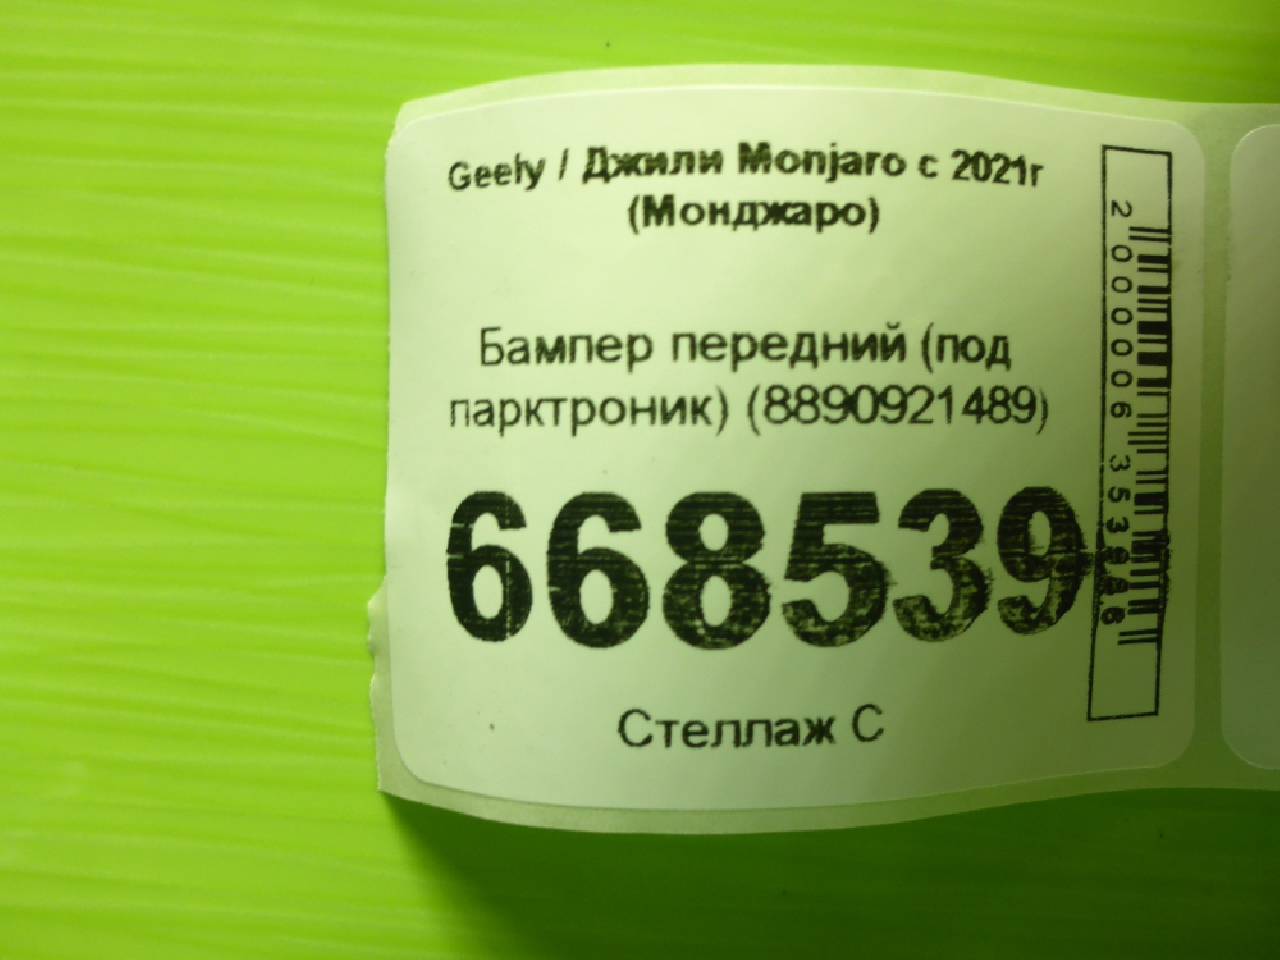 Geely / Джили Monjaro с 2021г
(Монджаро)
Бампер передний (под
парктроник) (8890921489)
668539
Стеллаж С